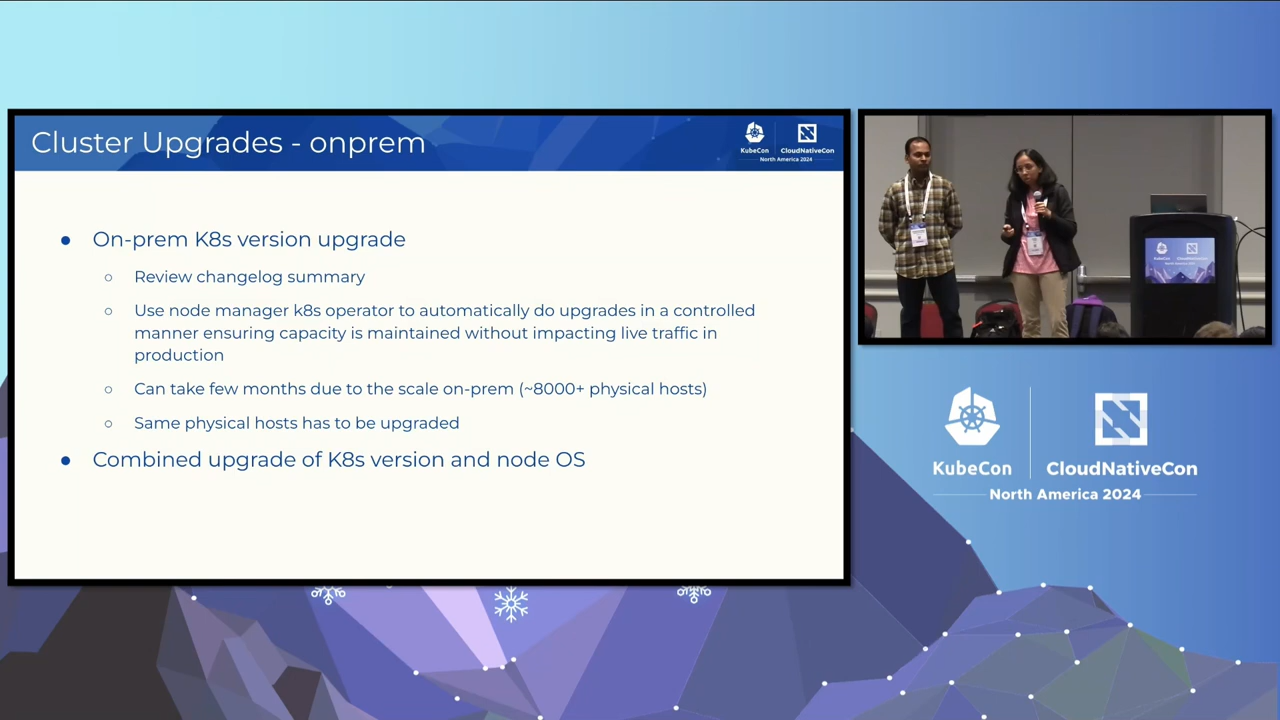 Cluster Upgrades - onprem
KubeCon
CloudNativeCon
North America 2024
On-prem K8s version upgrade
Review changelog summary
Use node manager k8s operator to automatically do upgrades in a controlled
manner ensuring capacity is maintained without impacting live traffic in
production
Can take few months due to the scale on-prem (~8000+ physical hosts)
Same physical hosts has to be upgraded
Combined upgrade of K8s version and node OS
KubeCon
CloudNativeCon
North America 2024